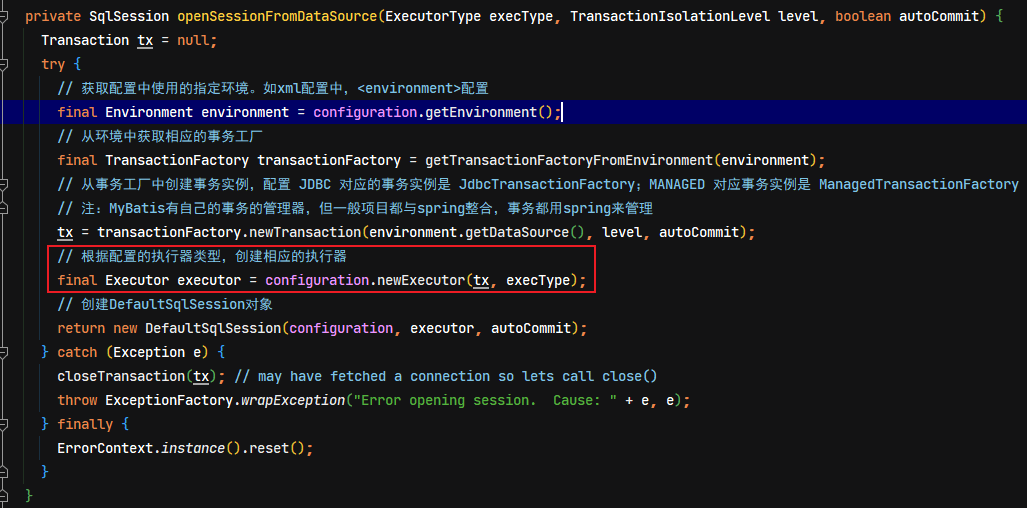 private SqlSession openSessionFromDataSource(ExecutorType execType, TransactionIsolationLevel level, boolean autoCommit) {
Transaction tx = null;
try {
// 获取配置中使用的指定环境。如xml配置中，<environment>配置
final Environment environment = configuration.getEnvironment();
// 从环境中获取相应的事务工厂
final TransactionFactory transactionFactory = getTransactionFactoryFromEnvironment(environment);
// 从事务工厂中创建事务实例，配置 JDBC 对应的事务实例是 JdbcTransactionFactory；MANAGED 对应事务实例是 ManagedTransactionFactory
// 注：MyBatis有自己的事务的管理器，但一般项目都与spring整合，事务都用spring来管理
tx = transactionFactory.newTransaction(environment.getDataSource(), level, autoCommit);
// 根据配置的执行器类型，创建相应的执行器
final Executor executor = configuration.newExecutor(tx, execType);
// 创建DefaultSqlSession对象
return new DefaultSqlSession(configuration, executor, autoCommit);
} catch (Exception e) {
closeTransaction(tx); // may have fetched a connection so lets call close()
throw ExceptionFactory.wrapException("Error opening session.  Cause: " + e, e);
} finally {
ErrorContext.instance().reset();
}
}